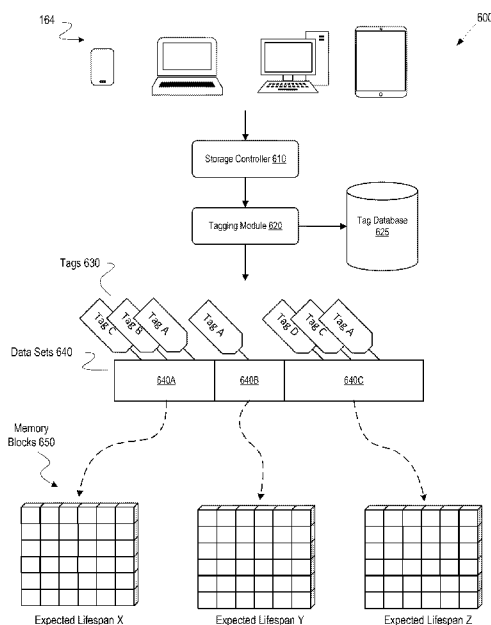 164
600
Storage Controller 610
Tagging Module 620
Tag Database
625
Tags 630
Tag C
Tag B
Tag A
Tag A
Tag D
Tag C
Tag A
Data Sets 640
640A
640B
640C
Memory
Blocks 650
Expected Lifespan X
Expected Lifespan Y
Expected Lifespan Z